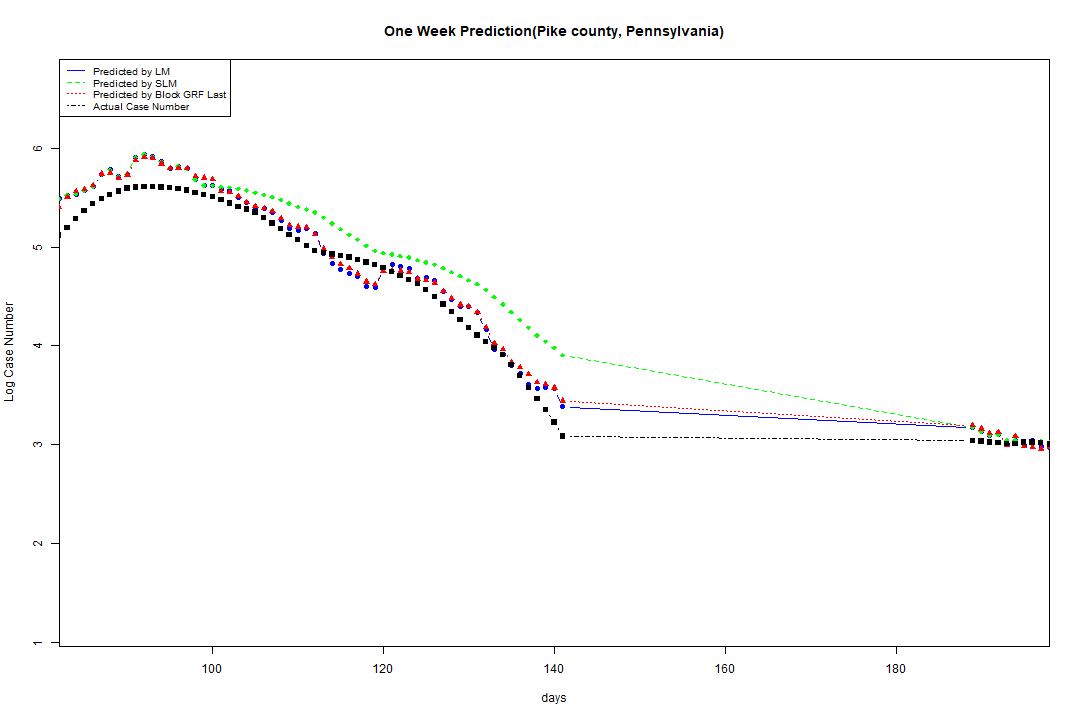 One Week Prediction(Pike county, Pennsylvania)
Predicted by LM
Predicted by SLM
Predicted by Block GRF Last
Actual Case Number
6
5
4
3
2
1
Log Case Number
100 120 140 160 180
days